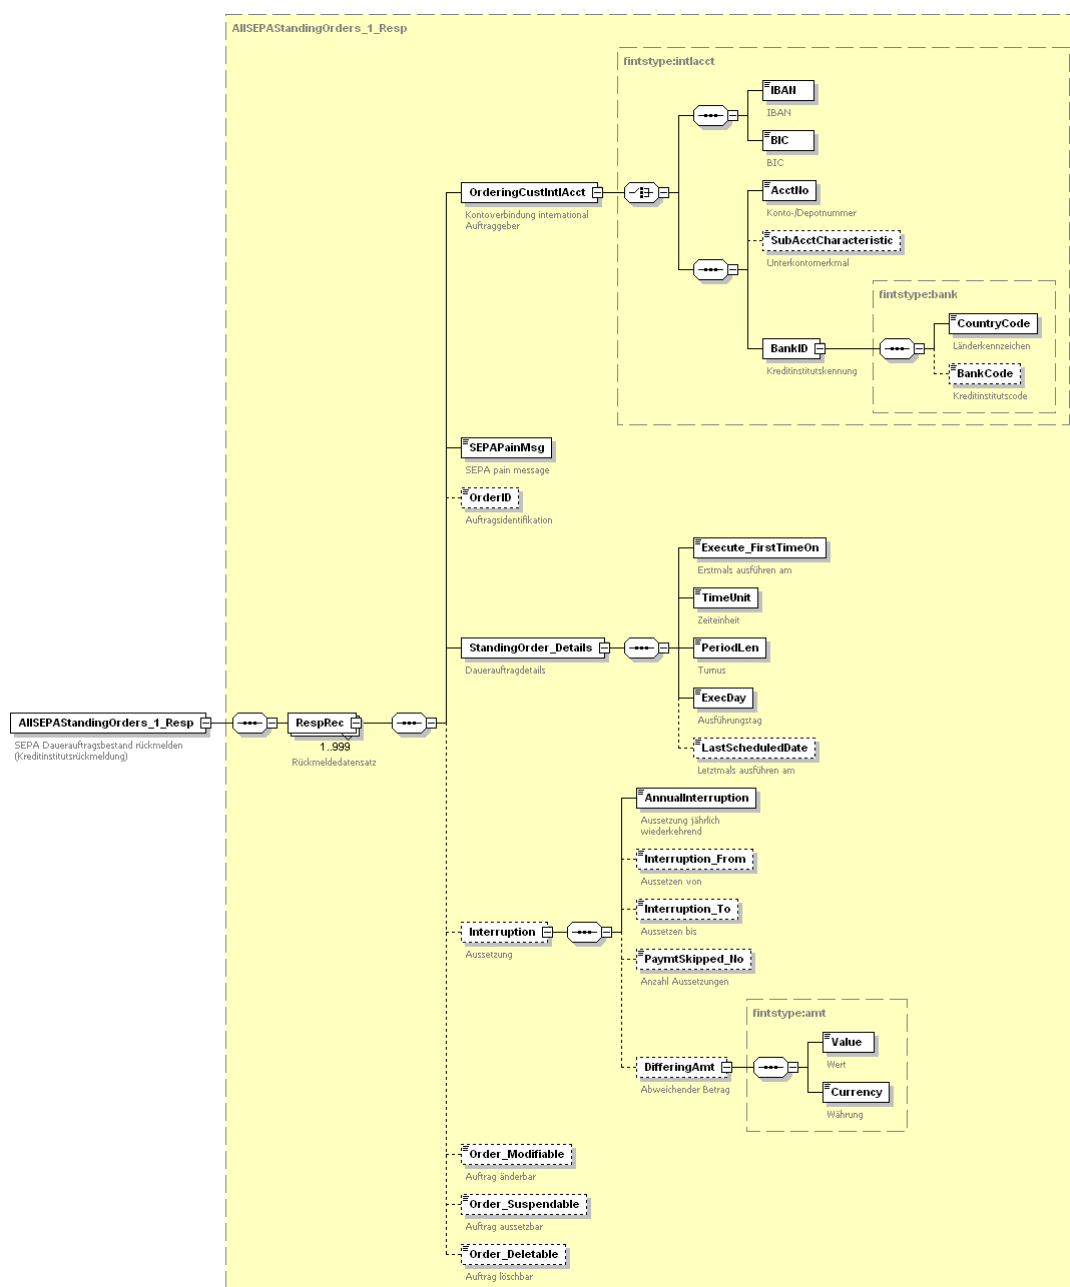 AllSEPAStandingOrders_1_Resp
fintstype:intlacct
IBAN
IBAN
BIC
BIC
OrderingCustIntlAcct
Kontoverbindung international
Auftraggeber
AcctNo
Konto-/Depotnummer
SubAcctCharacteristic
Unterkontomerkmal
fintstype:bank
CountryCode
Länderkennzeichen
BankID
Kreditinstitutskennung
BankCode
Kreditinstitutscode
SEPAPainMsg
SEPA pain message
OrderID
Auftragsidentifikation
Execute_FirstTimeOn
Erstmals ausführen am
TimeUnit
Zeiteinheit
StandingOrder_Details
Dauerauftragdetails
PeriodLen
Turnus
ExecDay
Ausführungstag
AllSEPAStandingOrders_1_Resp
SEPA Dauerauftragsbestand rückmelden
(Kreditinstitutsrückmeldung)
RespRec
1..999
Rückmeldedatensatz
LastScheduledDate
Letztmals ausführen am
AnnualInterruption
Aussetzung jährlich
wiederkehrend
Interruption_From
Aussetzen von
Interruption_To
Aussetzen bis
Interruption
Aussetzung
PaymtSkipped_No
Anzahl Aussetzungen
fintstype:amt
Value
Wert
DifferingAmt
Abweichender Betrag
Currency
Währung
Order_Modifiable
Auftrag änderbar
Order_Suspendable
Auftrag aussetzbar
Order_Deletable
Auftrag löschbar